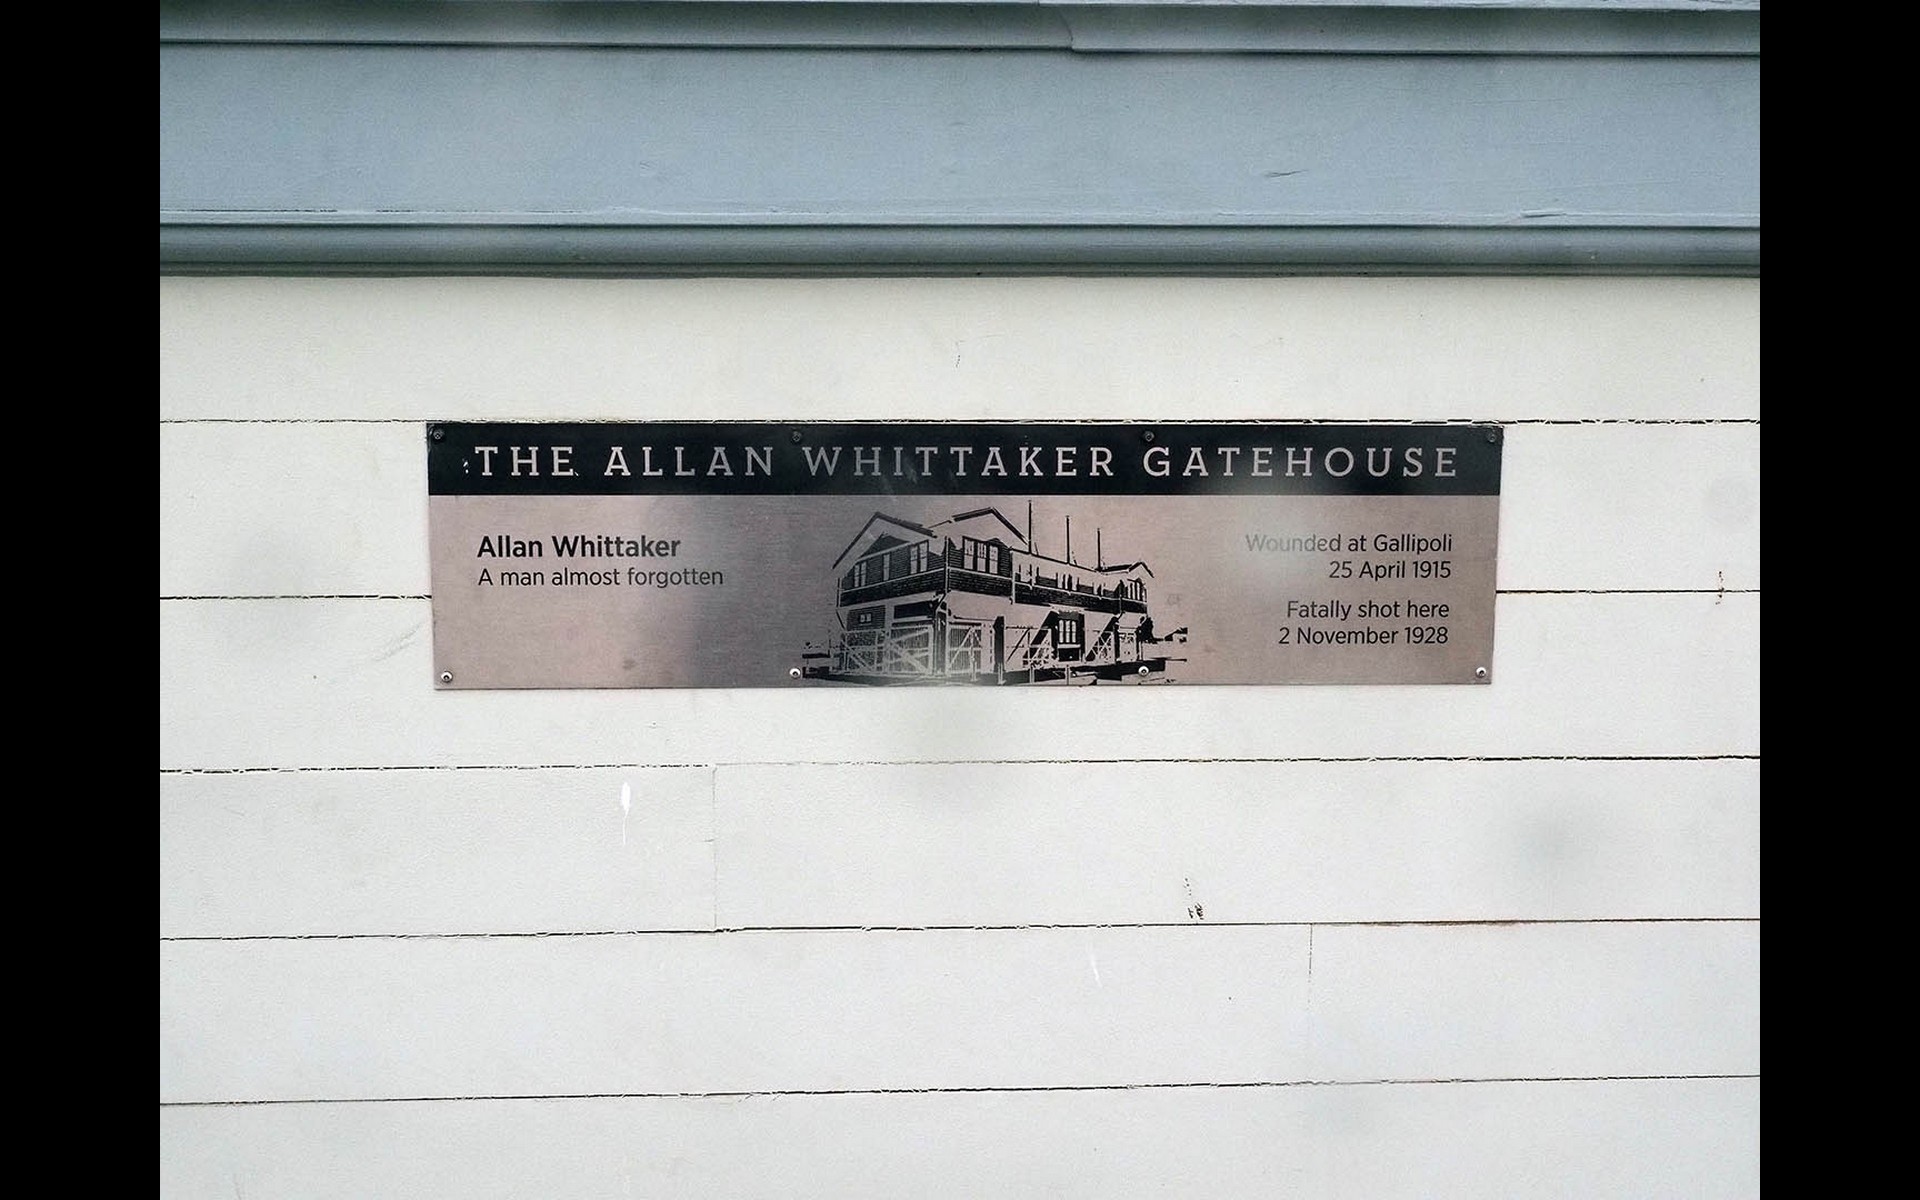 THE ALLAN WHITTAKER GATEHOUSE
Allan Whittaker
A man almost forgotten
Wounded at Gallipoli
25 April 1915
Fatally shot here
2 November 1928